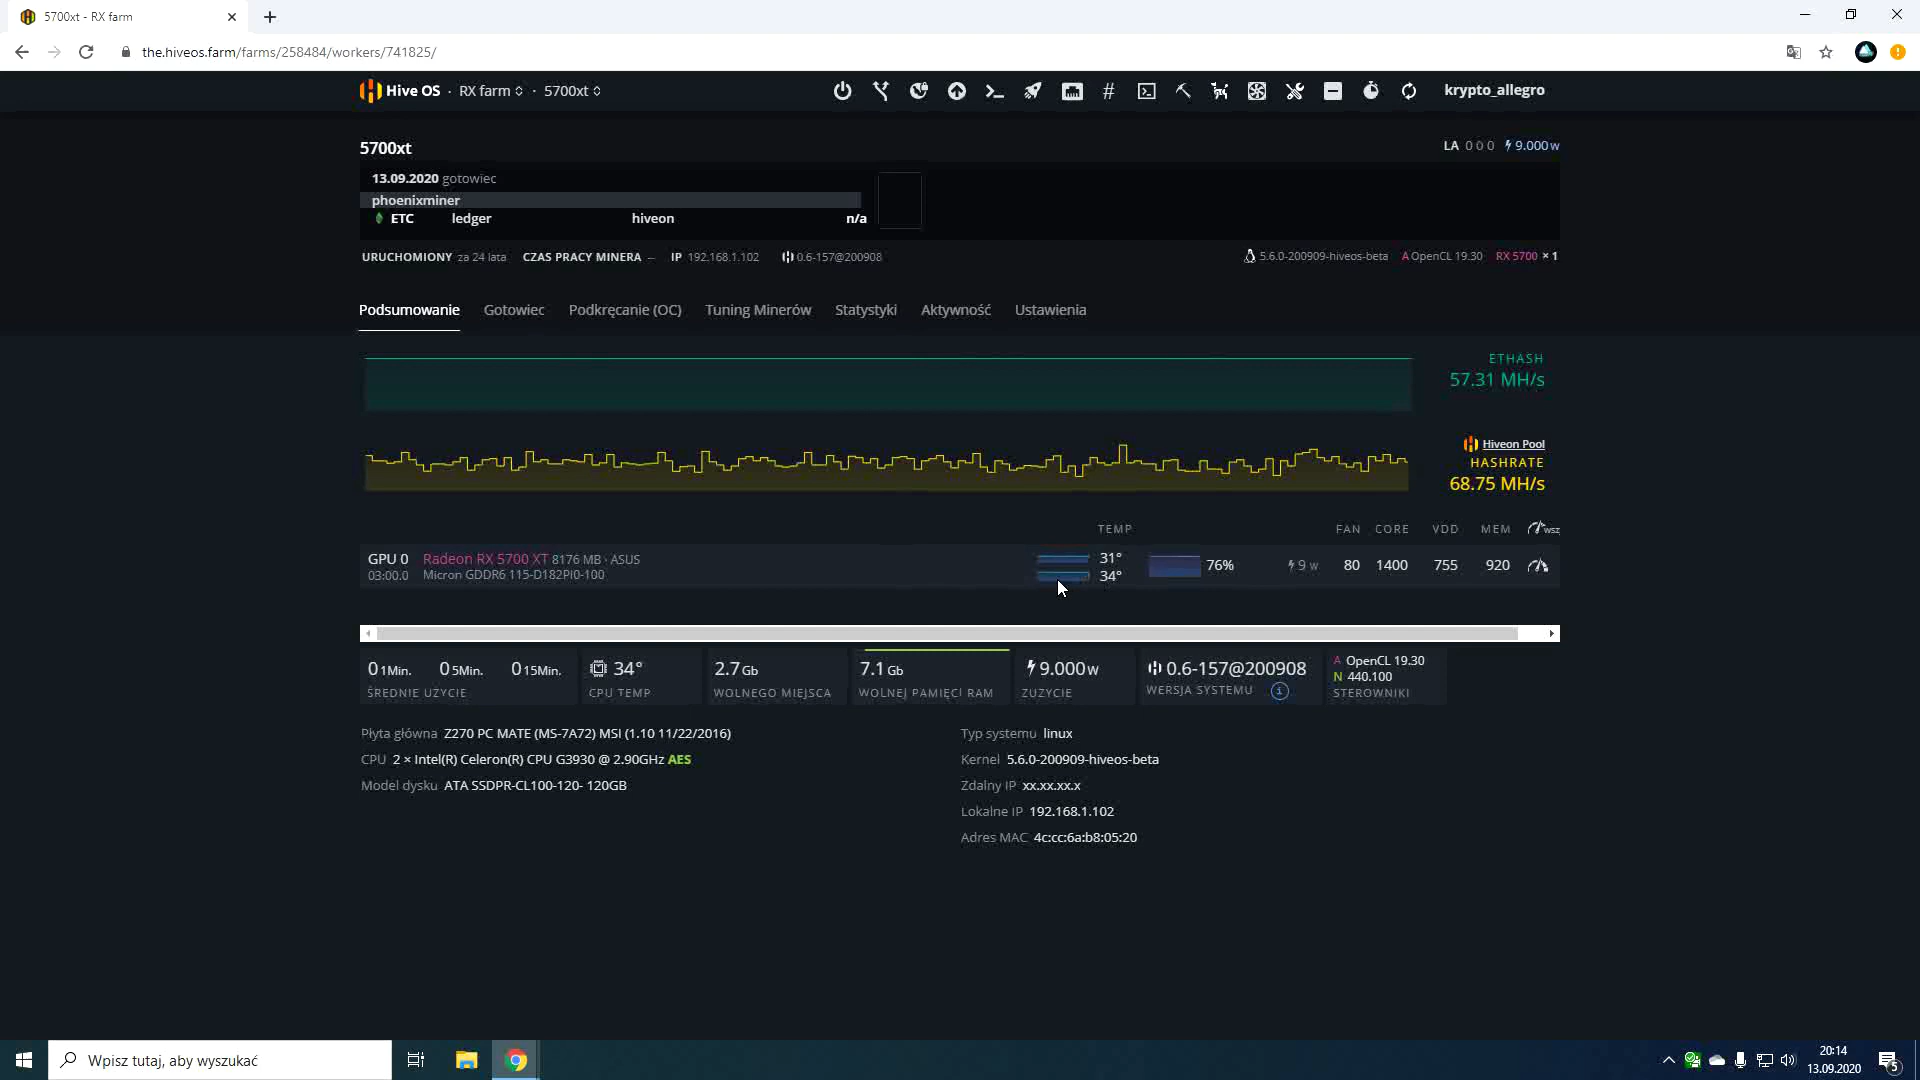 5700xt - RX farm
the.hiveos.farm/farms/258484/workers/741825/
Hive OS · RX farm · 5700xt
krypto_allegro
5700xt
LA 0 0 0 9.000 w
13.09.2020 gotowiec
phoenixminer
ETC ledger hiveon n/a
URUCHOMIONY za 24 lata CZAS PRACY MINERA – IP 192.168.1.102 0.6-157@200908
5.6.0-200909-hiveos-beta A OpenCL 19.30 RX 5700 × 1
Podsumowanie Gotowiec Podkręcanie (OC) Tuning Minerów Statystyki Aktywność Ustawienia
ETHASH
57.31 MH/s
Hiveon Pool
HASHRATE
68.75 MH/s
TEMP FAN CORE VDD MEM wsz
GPU 0 Radeon RX 5700 XT 8176 MB · ASUS
03:00.0 Micron GDDR6 115-D182PI0-100
31°
34°
76% 9 w 80 1400 755 920
0 1Min. 0 5Min. 0 15Min.
ŚREDNIE UŻYCIE
34°
CPU TEMP
2.7 Gb
WOLNEGO MIEJSCA
7.1 Gb
WOLNEJ PAMIĘCI RAM
9.000 w
ZUŻYCIE
0.6-157@200908
WERSJA SYSTEMU i
A OpenCL 19.30
N 440.100
STEROWNIKI
Płyta główna Z270 PC MATE (MS-7A72) MSI (1.10 11/22/2016)
CPU 2 × Intel(R) Celeron(R) CPU G3930 @ 2.90GHz AES
Model dysku ATA SSDPR-CL100-120- 120GB
Typ systemu linux
Kernel 5.6.0-200909-hiveos-beta
Zdalny IP xx.xx.xx.x
Lokalne IP 192.168.1.102
Adres MAC 4c:cc:6a:b8:05:20
Wpisz tutaj, aby wyszukać
20:14
13.09.2020
5